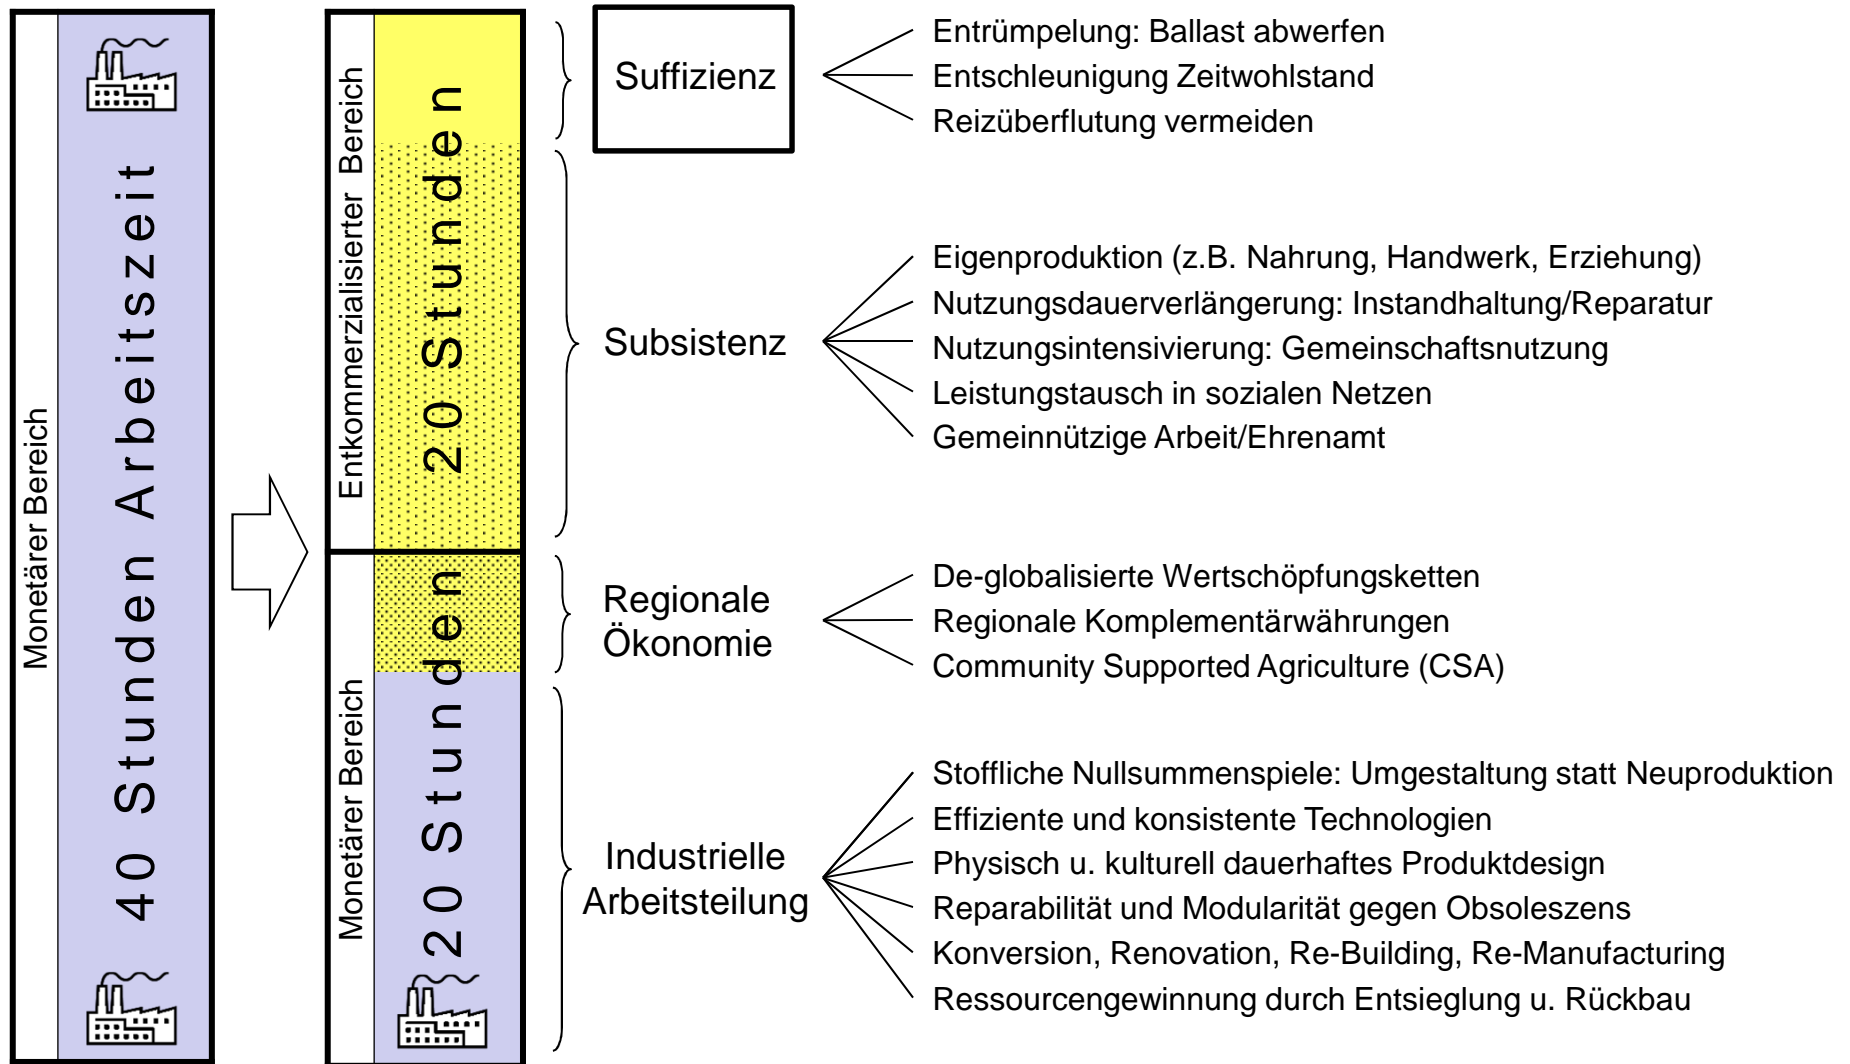 Monetärer Bereich
40 Stunden Arbeitszeit
Entkommerzialisierter Bereich
20 Stunden
Monetärer Bereich
20 Stunden
Suffizienz
Entrümpelung: Ballast abwerfen
Entschleunigung Zeitwohlstand
Reizüberflutung vermeiden
Subsistenz
Eigenproduktion (z.B. Nahrung, Handwerk, Erziehung)
Nutzungsdauerverlängerung: Instandhaltung/Reparatur
Nutzungsintensivierung: Gemeinschaftsnutzung
Leistungstausch in sozialen Netzen
Gemeinnützige Arbeit/Ehrenamt
Regionale
Ökonomie
De-globalisierte Wertschöpfungsketten
Regionale Komplementärwährungen
Community Supported Agriculture (CSA)
Industrielle
Arbeitsteilung
Stoffliche Nullsummenspiele: Umgestaltung statt Neuproduktion
Effiziente und konsistente Technologien
Physisch u. kulturell dauerhaftes Produktdesign
Reparabilität und Modularität gegen Obsoleszens
Konversion, Renovation, Re-Building, Re-Manufacturing
Ressourcengewinnung durch Entsieglung u. Rückbau